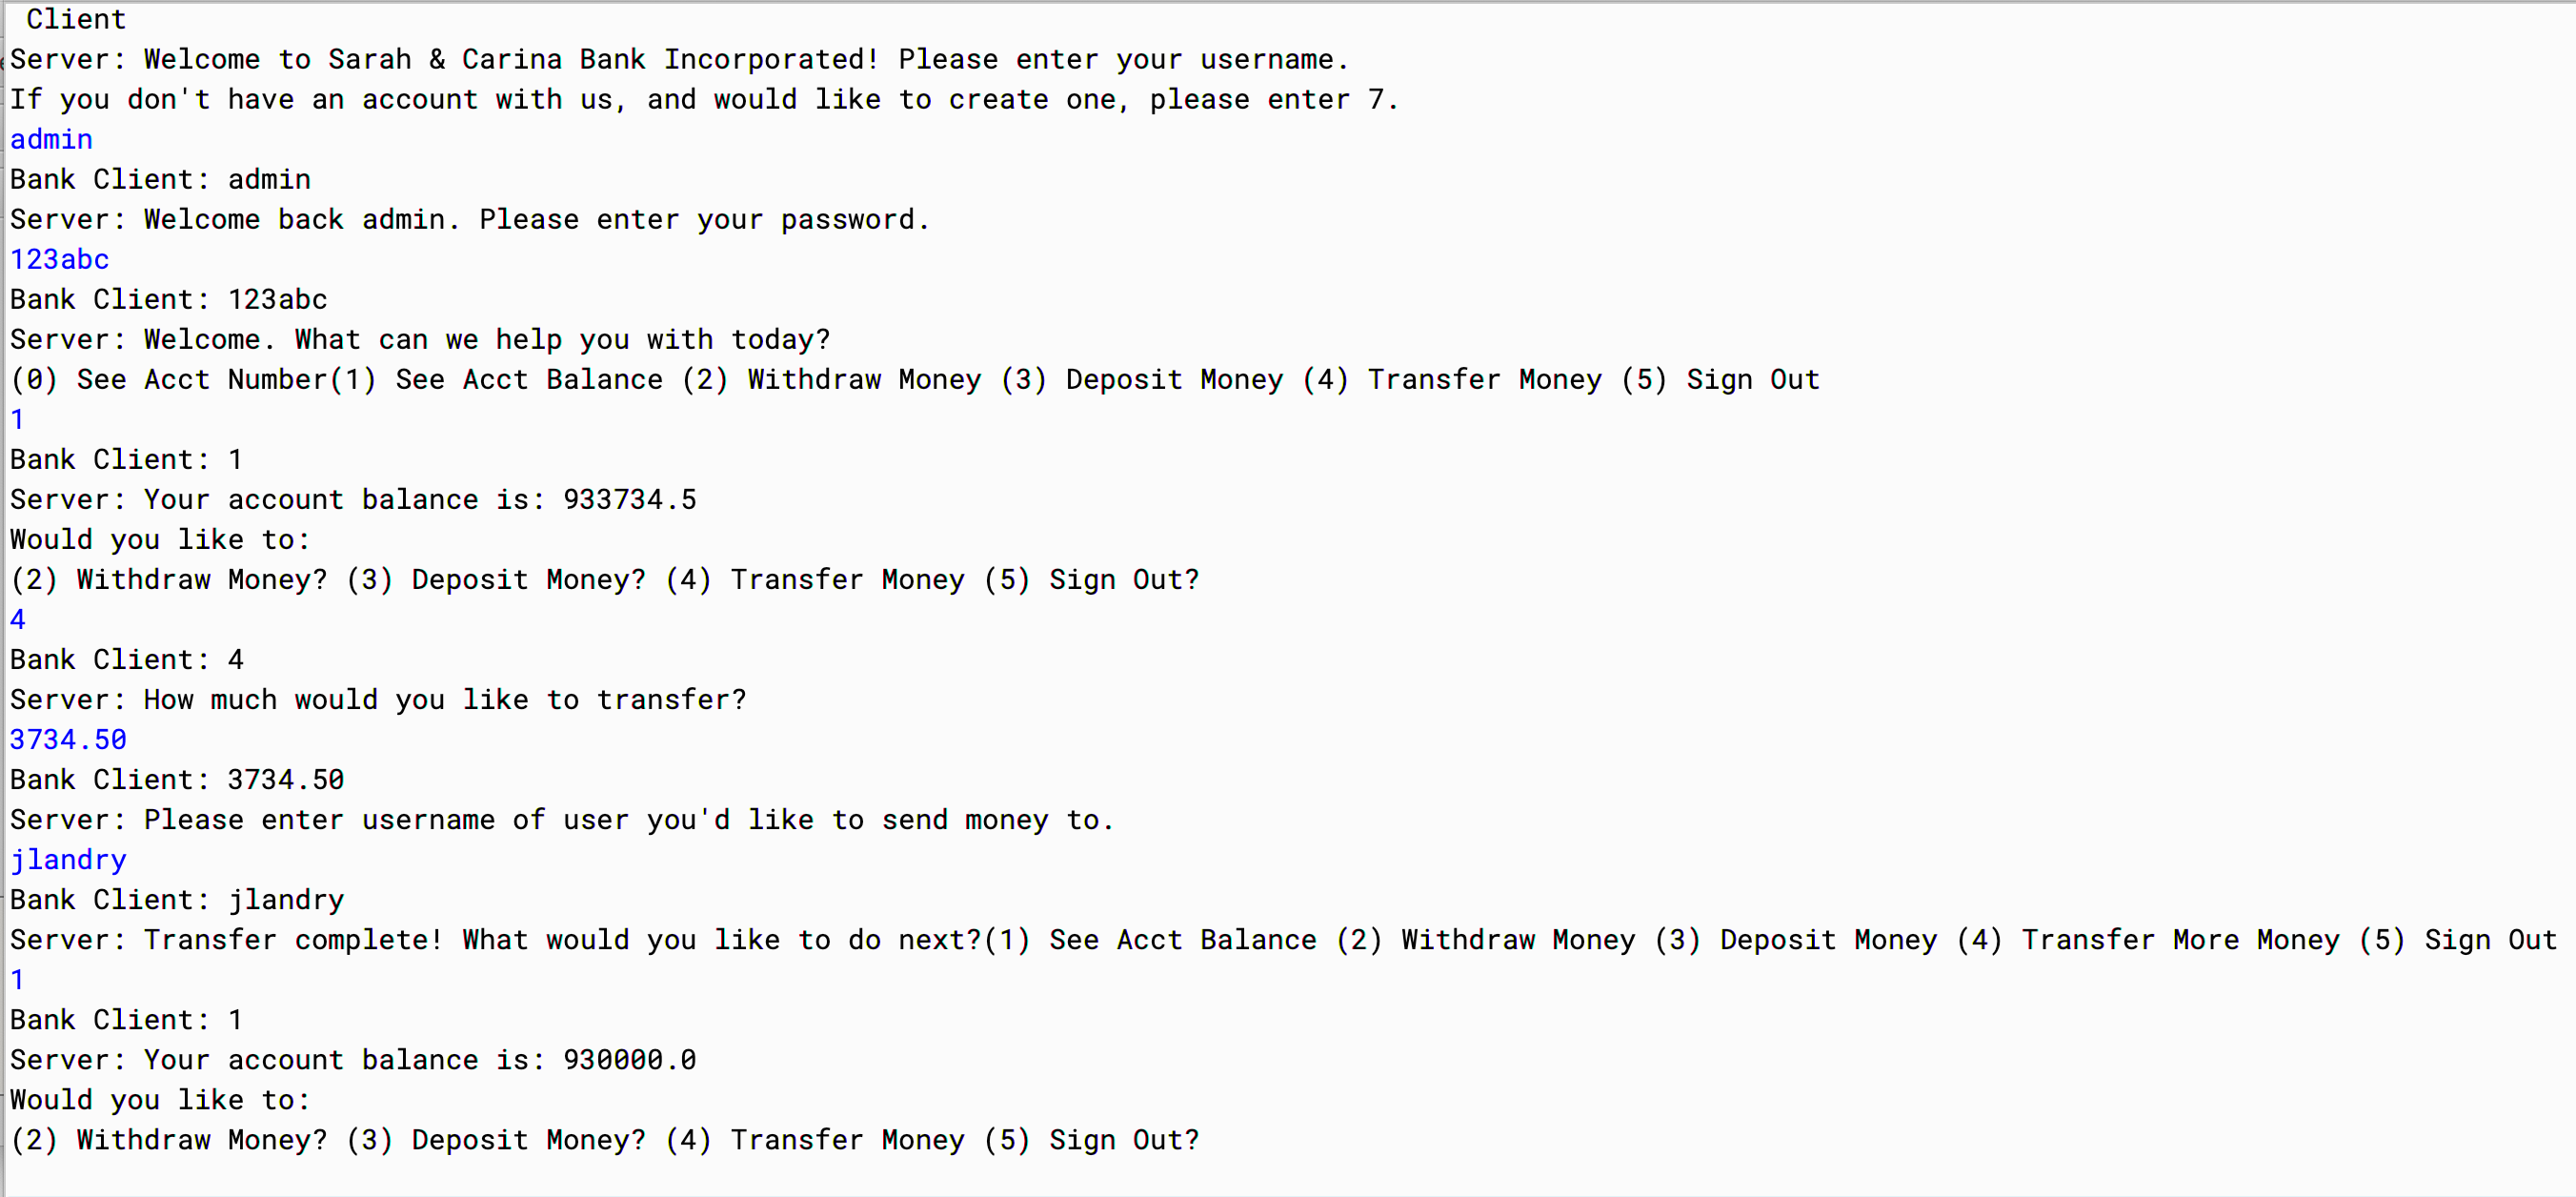 Client
Server: Welcome to Sarah & Carina Bank Incorporated! Please enter your username.
If you don't have an account with us, and would like to create one, please enter 7.
admin
Bank Client: admin
Server: Welcome back admin. Please enter your password.
123abc
Bank Client: 123abc
Server: Welcome. What can we help you with today?
(0) See Acct Number(1) See Acct Balance (2) Withdraw Money (3) Deposit Money (4) Transfer Money (5) Sign Out
1
Bank Client: 1
Server: Your account balance is: 933734.5
Would you like to:
(2) Withdraw Money? (3) Deposit Money? (4) Transfer Money (5) Sign Out?
4
Bank Client: 4
Server: How much would you like to transfer?
3734.50
Bank Client: 3734.50
Server: Please enter username of user you'd like to send money to.
jlandry
Bank Client: jlandry
Server: Transfer complete! What would you like to do next?(1) See Acct Balance (2) Withdraw Money (3) Deposit Money (4) Transfer More Money (5) Sign Out
1
Bank Client: 1
Server: Your account balance is: 930000.0
Would you like to:
(2) Withdraw Money? (3) Deposit Money? (4) Transfer Money (5) Sign Out?